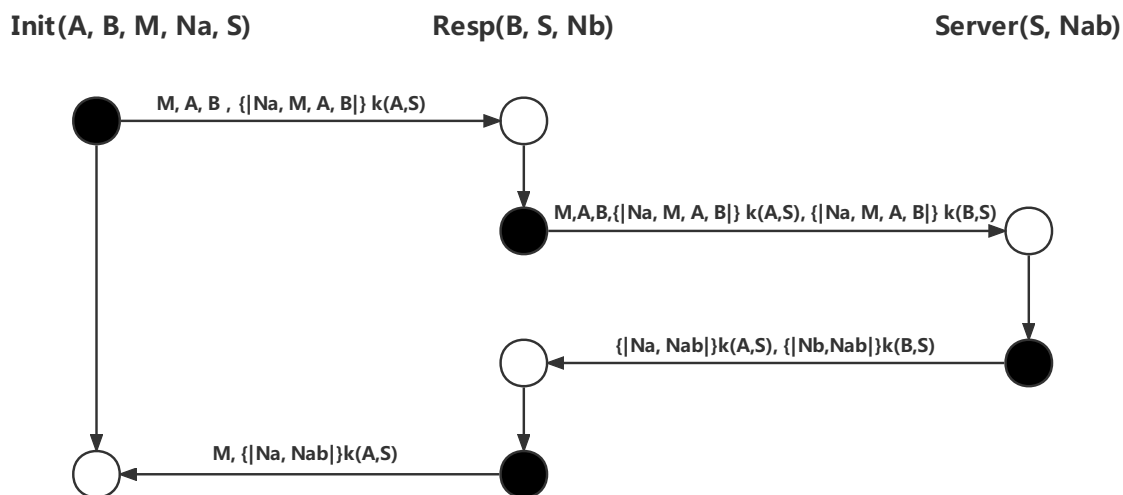 Init(A, B, M, Na, S)
Resp(B, S, Nb)
Server(S, Nab)
M, A, B , {|Na, M, A, B|} k(A,S)
M,A,B,{|Na, M, A, B|} k(A,S), {|Na, M, A, B|} k(B,S)
{|Na, Nab|}k(A,S), {|Nb,Nab|}k(B,S)
M, {|Na, Nab|}k(A,S)